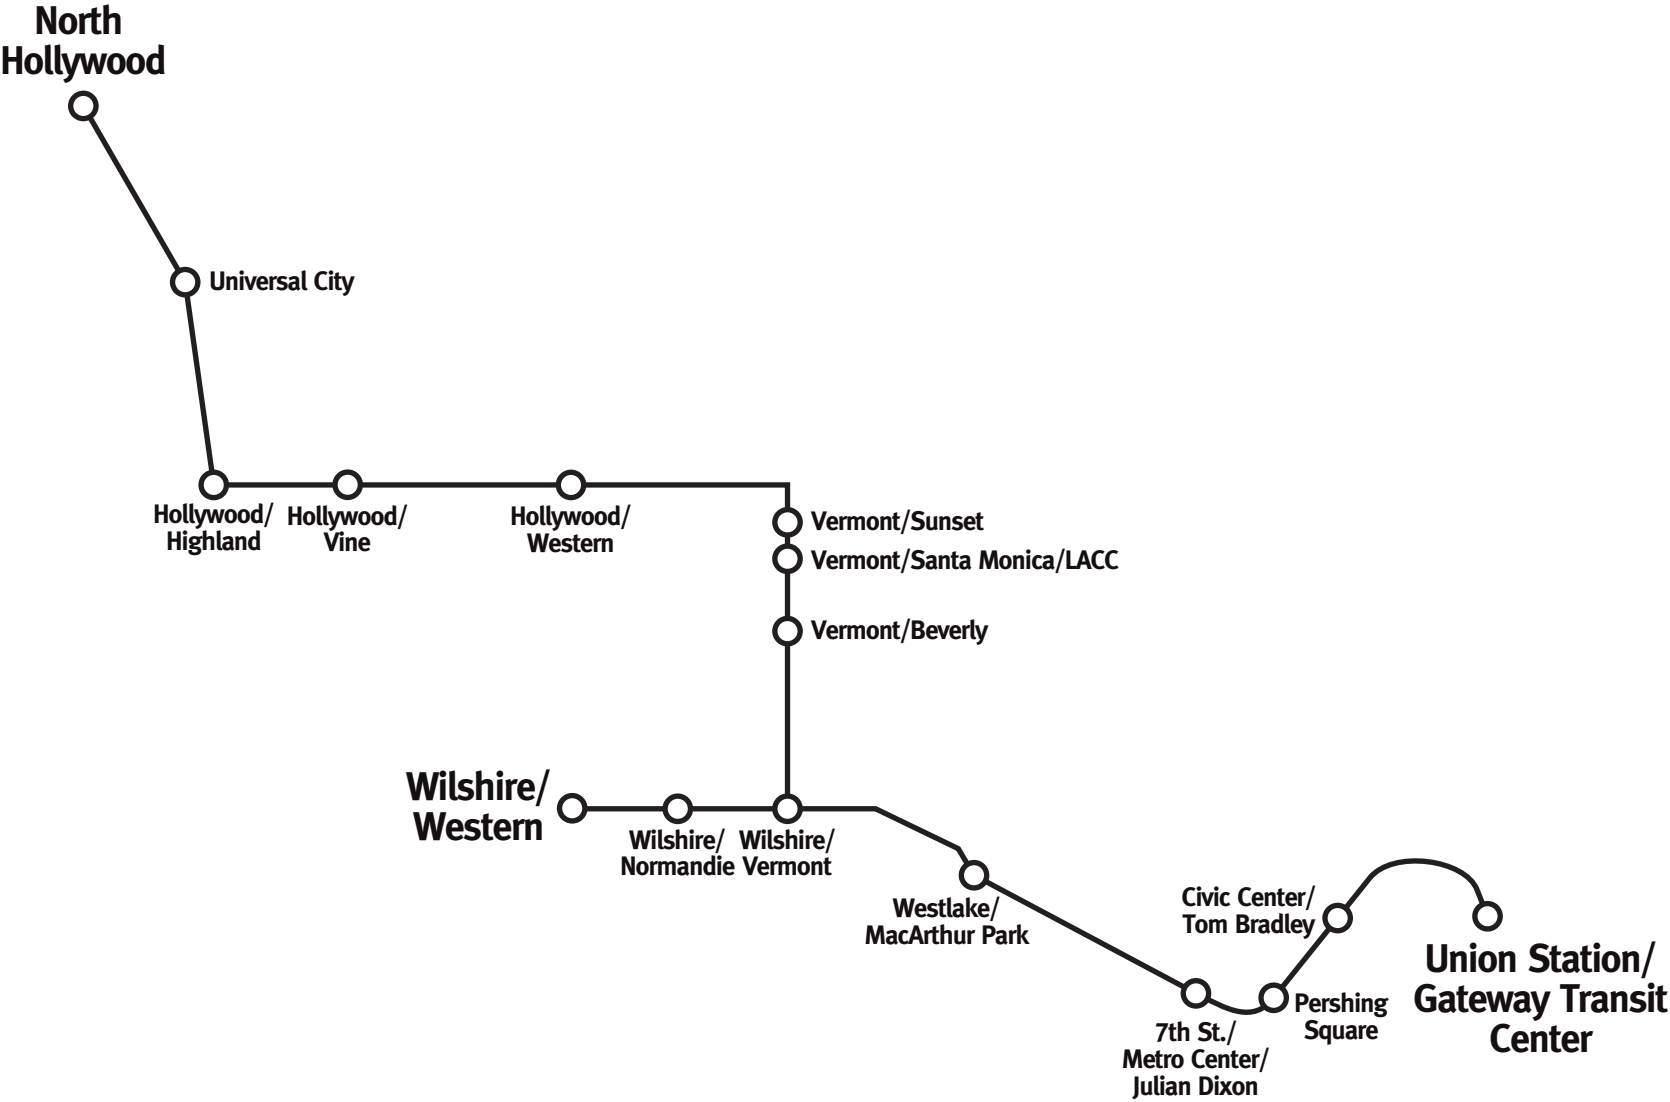 North
Hollywood
Universal City
Hollywood/
Highland
Hollywood/
Vine
Hollywood/
Western
Vermont/Sunset
Vermont/Santa Monica/LACC
Vermont/Beverly
Wilshire/
Western
Wilshire/
Normandie
Wilshire/
Vermont
Westlake/
MacArthur Park
7th St./
Metro Center/
Julian Dixon
Pershing
Square
Civic Center/
Tom Bradley
Union Station/
Gateway Transit
Center